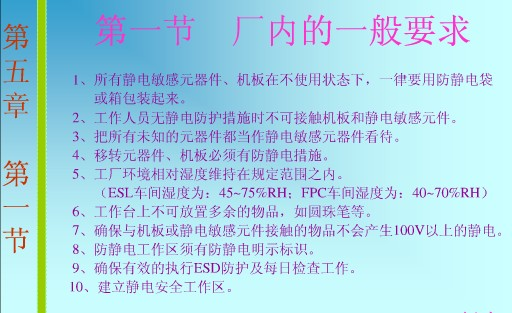 第五章 第一节
第一节 厂内的一般要求
1、所有静电敏感元器件、机板在不使用状态下，一律要用防静电袋
或箱包装起来。
2、工作人员无静电防护措施时不可接触机板和静电敏感元件。
3、把所有未知的元器件都当作静电敏感元器件看待。
4、移转元器件、机板必须有防静电措施。
5、工厂环境相对湿度维持在规定范围之内。
（ESL车间湿度为：45~75%RH；FPC车间湿度为：40~70%RH）
6、工作台上不可放置多余的物品，如圆珠笔等。
7、确保与机板或静电敏感元件接触的物品不会产生100V以上的静电。
8、防静电工作区须有防静电明示标识。
9、确保有效的执行ESD防护及每日检查工作。
10、建立静电安全工作区。